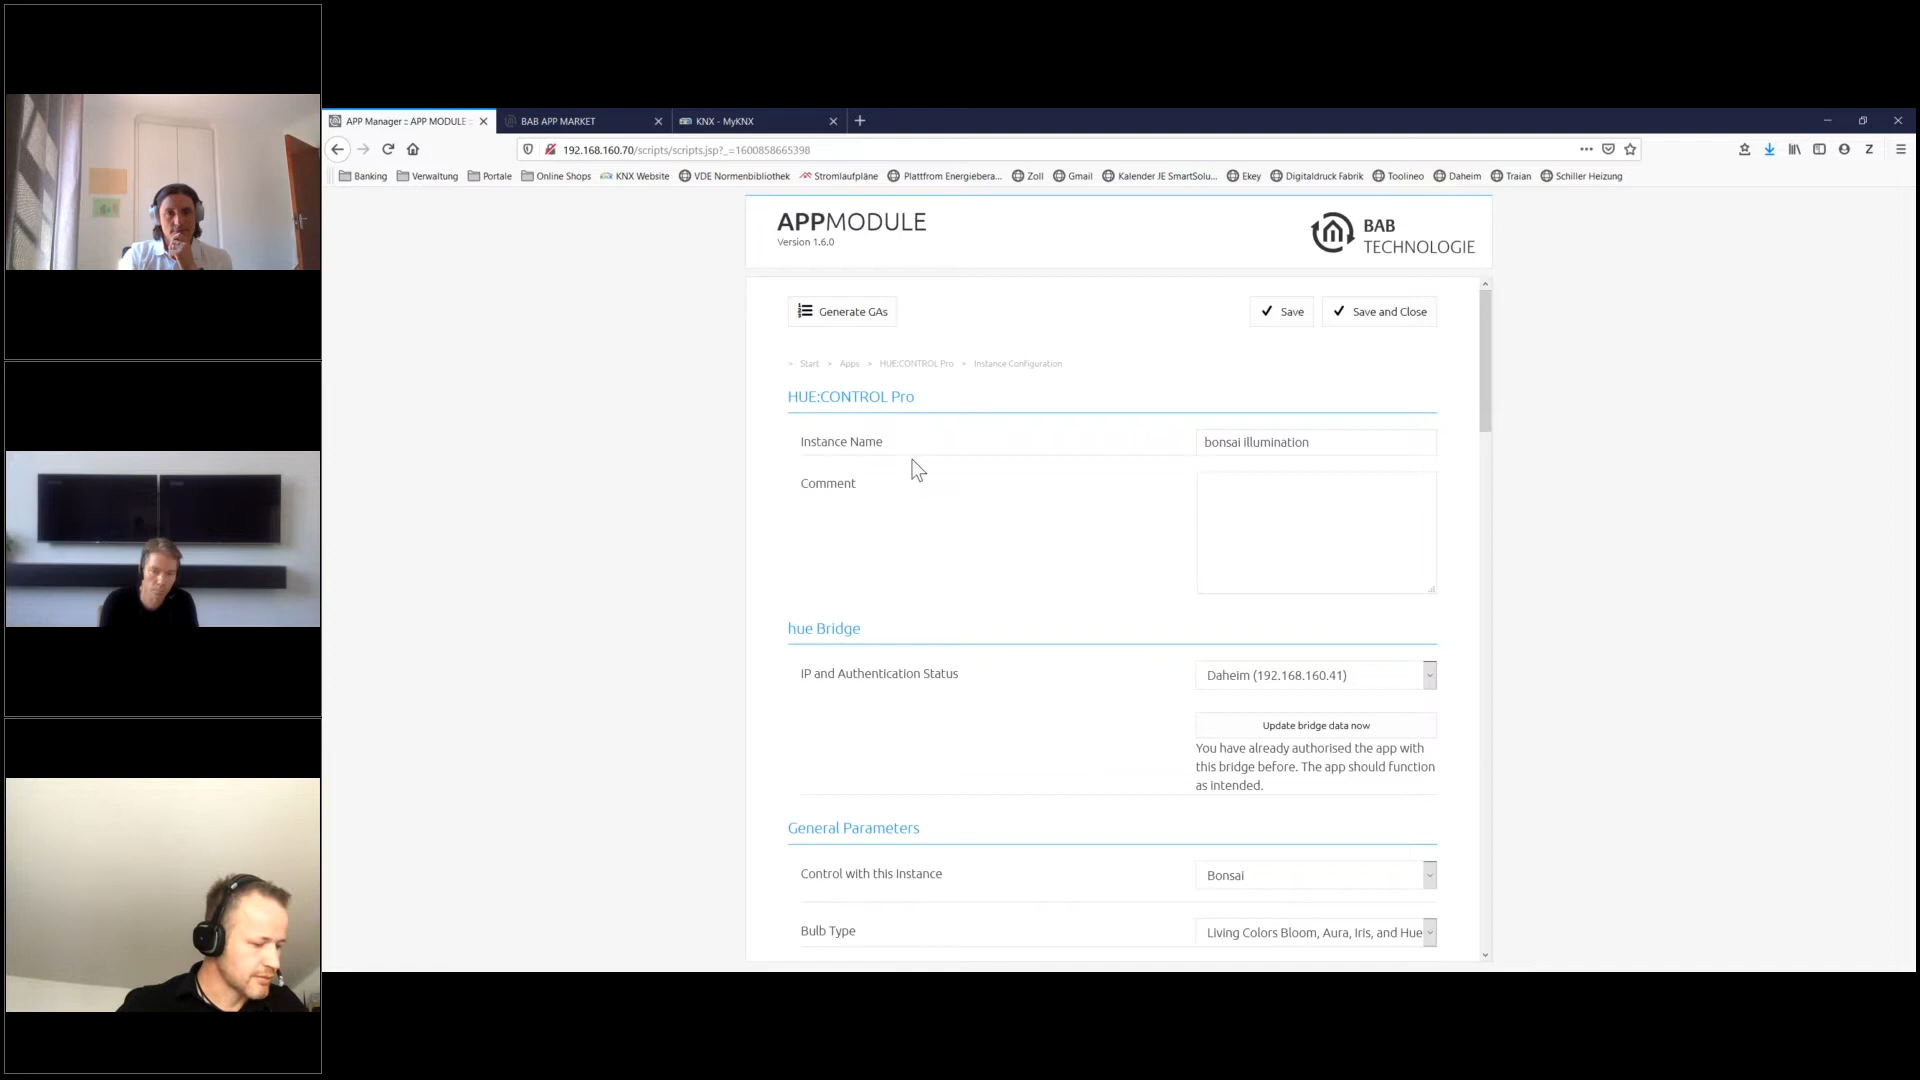 APP Manager :: APP MODULE ::
BAB APP MARKET
KNX - MyKNX
192.168.160.70/scripts/scripts.jsp?_=1600858665398
Banking
Verwaltung
Portale
Online Shops
KNX Website
VDE Normenbibliothek
Stromlaufpläne
Plattfrom Energiebera...
Zoll
Gmail
Kalender JE SmartSolu...
Ekey
Digitaldruck Fabrik
Toolineo
Daheim
Traian
Schiller Heizung
APPMODULE
Version 1.6.0
BAB
TECHNOLOGIE
Generate GAs
Save
Save and Close
> Start > Apps > HUE:CONTROL Pro > Instance Configuration
HUE:CONTROL Pro
Instance Name
bonsai illumination
Comment
hue Bridge
IP and Authentication Status
Daheim (192.168.160.41)
Update bridge data now
You have already authorised the app with
this bridge before. The app should function
as intended.
General Parameters
Control with this Instance
Bonsai
Bulb Type
Living Colors Bloom, Aura, Iris, and Hue